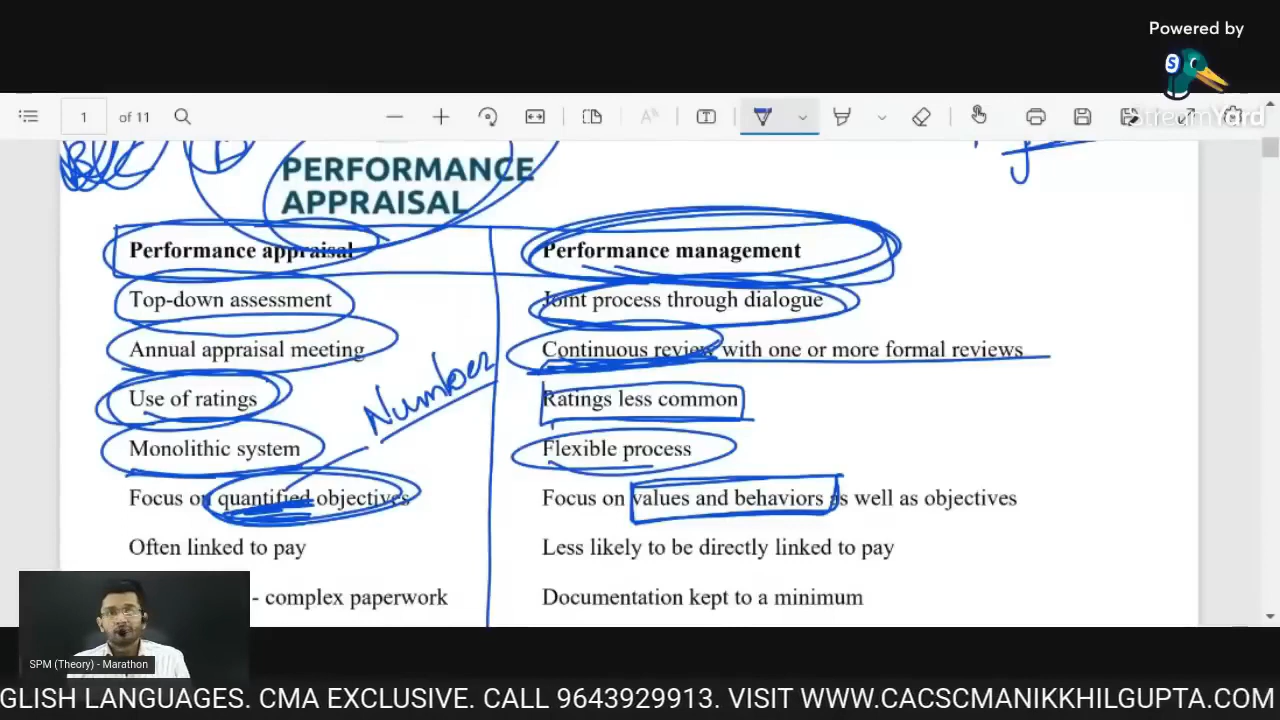 Powered by
S
StreamYard
1 of 11
PERFORMANCE
APPRAISAL
Performance appraisal Performance management
Top-down assessment Joint process through dialogue
Annual appraisal meeting Continuous review with one or more formal reviews
Use of ratings Ratings less common
Number
Monolithic system Flexible process
Focus on quantified objectives Focus on values and behaviors as well as objectives
Often linked to pay Less likely to be directly linked to pay
- complex paperwork Documentation kept to a minimum
SPM (Theory) - Marathon
GLISH LANGUAGES. CMA EXCLUSIVE. CALL 9643929913. VISIT WWW.CACSCMANIKKHILGUPTA.COM